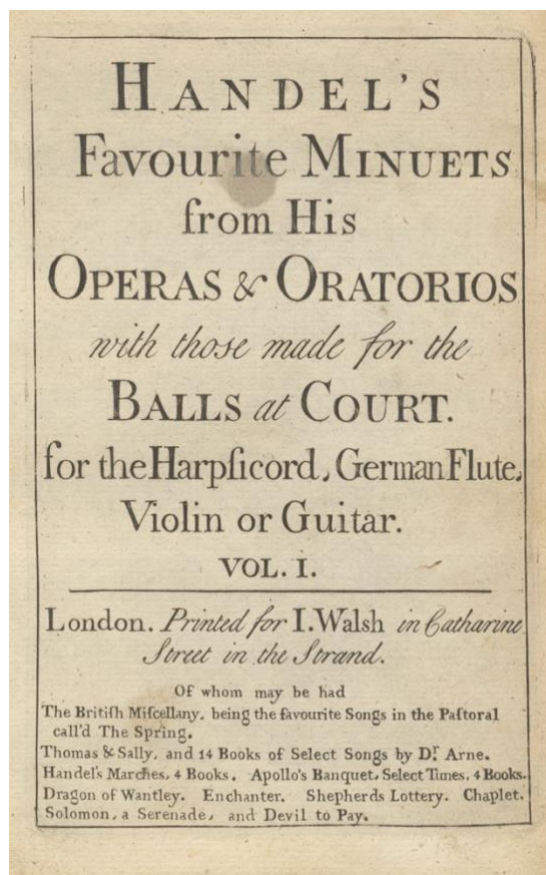 HANDEL'S
Favourite MINUETS
from His
OPERAS & ORATORIOS
with those made for the
BALLS at COURT.
for the Harpſicord, German Flute,
Violin or Guitar.
VOL. I.
London. Printed for I. Walsh in Catharine
Street in the Strand.
Of whom may be had
The Britiſh Miſcellany, being the favourite Songs in the Paſtoral
call'd The Spring.
Thomas & Sally, and 14 Books of Select Songs by Dr. Arne.
Handel's Marches, 4 Books. Apollo's Banquet, Select Tunes, 4 Books.
Dragon of Wantley. Enchanter. Shepherds Lottery. Chaplet.
Solomon, a Serenade, and Devil to Pay.